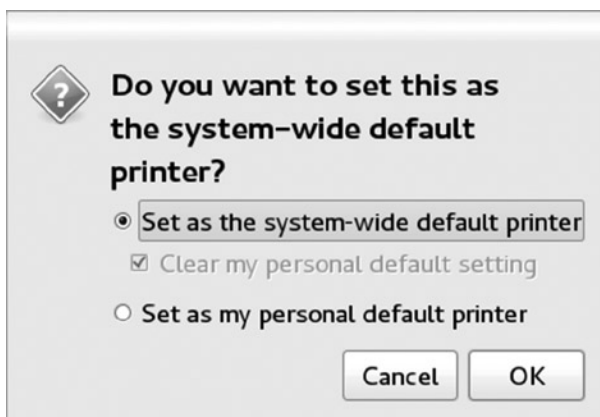 ?
Do you want to set this as
the system-wide default
printer?
Set as the system-wide default printer
Clear my personal default setting
Set as my personal default printer
Cancel
OK